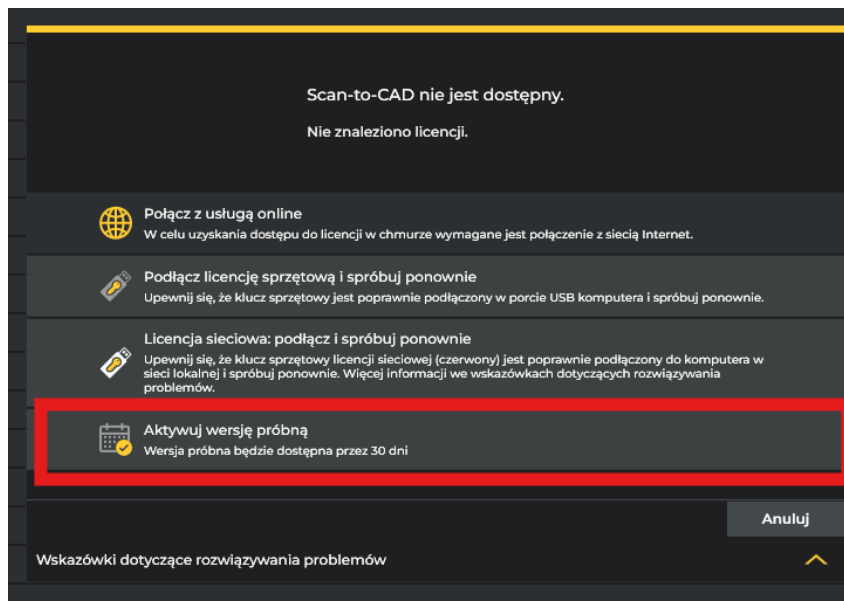 Scan-to-CAD nie jest dostępny.
Nie znaleziono licencji.
Połącz z usługą online
W celu uzyskania dostępu do licencji w chmurze wymagane jest połączenie z siecią Internet.
Podłącz licencję sprzętową i spróbuj ponownie
Upewnij się, że klucz sprzętowy jest poprawnie podłączony w porcie USB komputera i spróbuj ponownie.
Licencja sieciowa: podłącz i spróbuj ponownie
Upewnij się, że klucz sprzętowy licencji sieciowej (czerwony) jest poprawnie podłączony do komputera w
sieci lokalnej i spróbuj ponownie. Więcej informacji we wskazówkach dotyczących rozwiązywania
problemów.
Aktywuj wersję próbną
Wersja próbna będzie dostępna przez 30 dni
Anuluj
Wskazówki dotyczące rozwiązywania problemów